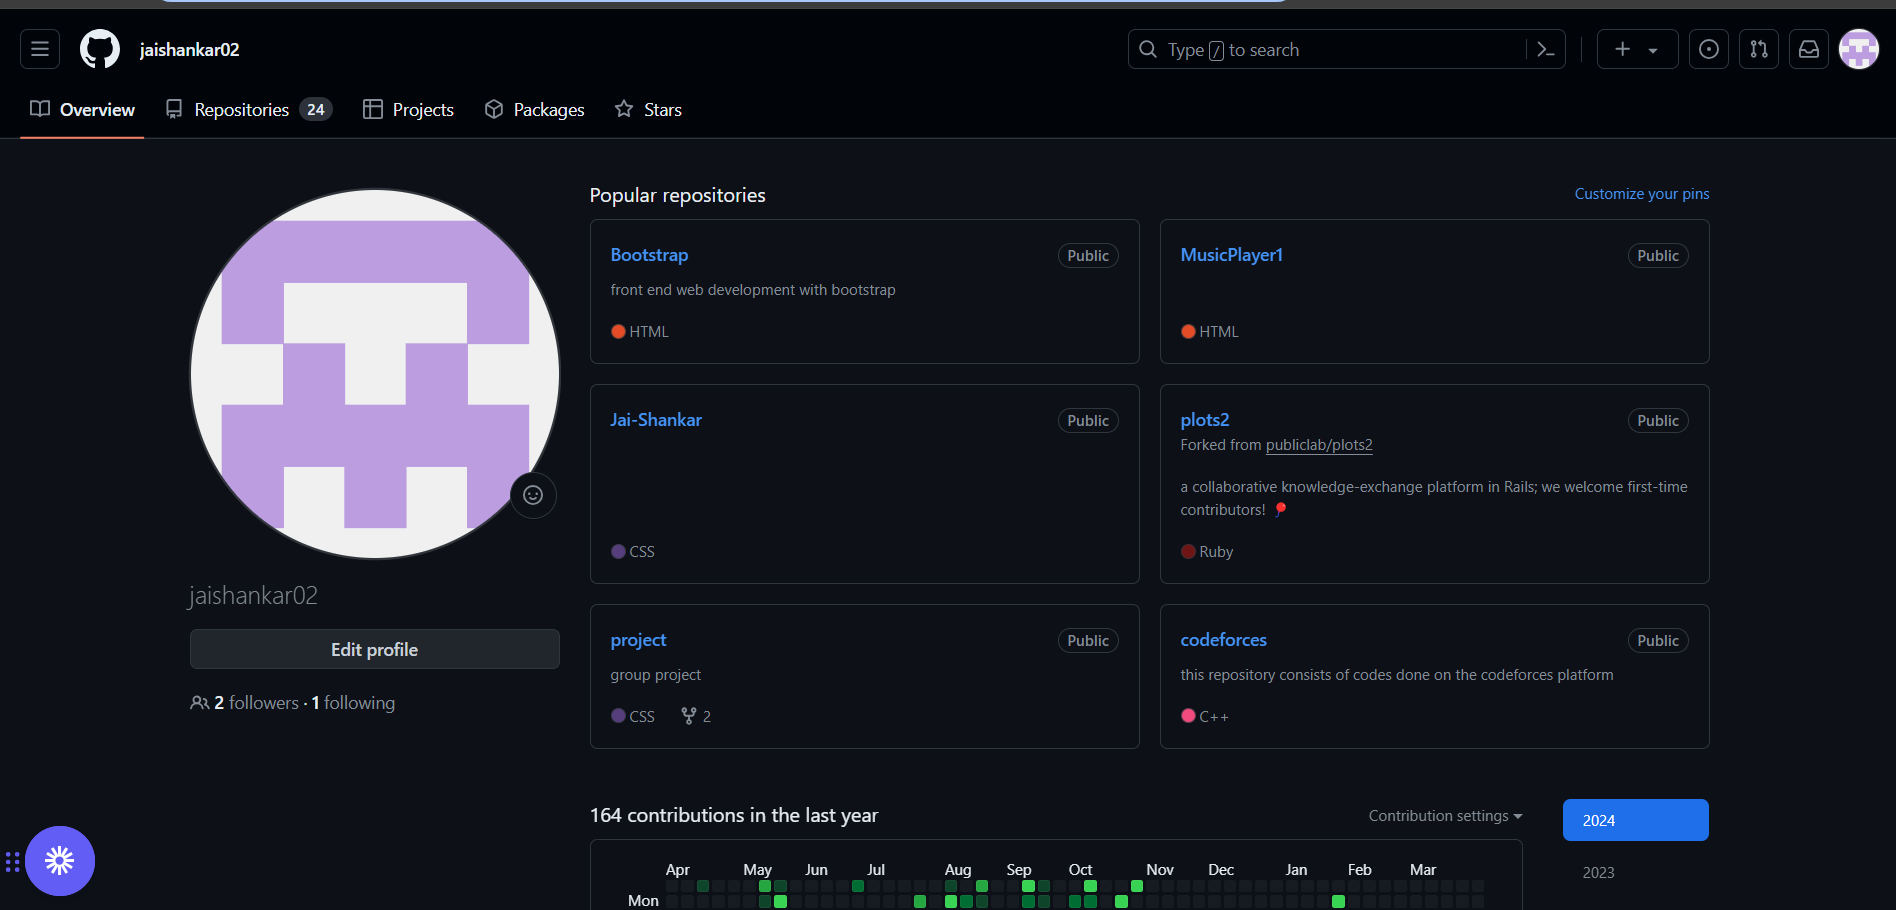 jaishankar02
Type / to search
Overview
Repositories 24
Projects
Packages
Stars
Popular repositories
Customize your pins
Bootstrap
Public
front end web development with bootstrap
HTML
MusicPlayer1
Public
HTML
Jai-Shankar
Public
CSS
plots2
Public
Forked from publiclab/plots2
a collaborative knowledge-exchange platform in Rails; we welcome first-time
contributors!
Ruby
project
Public
group project
CSS
2
codeforces
Public
this repository consists of codes done on the codeforces platform
C++
jaishankar02
Edit profile
2 followers · 1 following
164 contributions in the last year
Contribution settings
2024
2023
Apr May Jun Jul Aug Sep Oct Nov Dec Jan Feb Mar
Mon